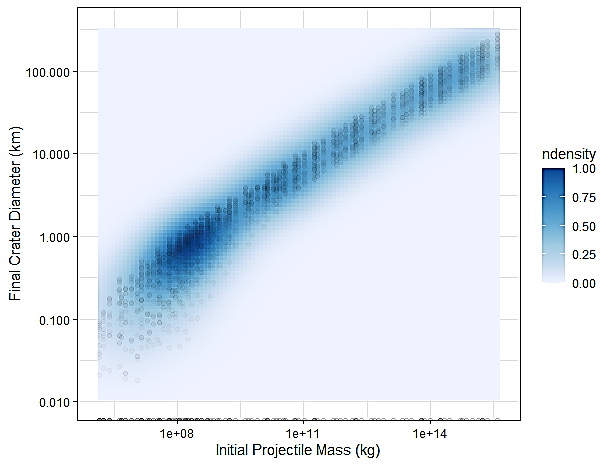 Final Crater Diameter (km)
100.000
10.000
1.000
0.100
0.010
1e+08
1e+11
1e+14
Initial Projectile Mass (kg)
ndensity
1.00
0.75
0.50
0.25
0.00